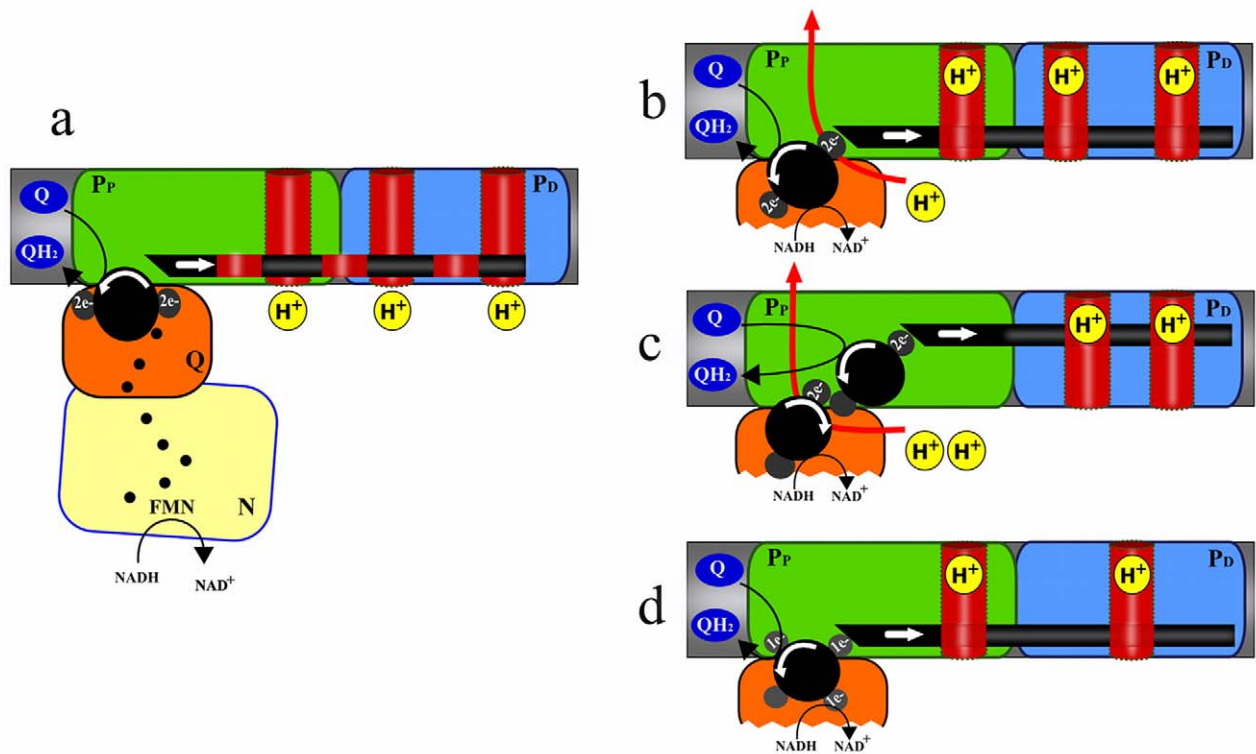 a
Q
QH₂
P_P
P_D
2e-
2e-
H⁺
H⁺
H⁺
Q
FMN
N
NADH
NAD⁺
b
Q
QH₂
P_P
P_D
H⁺
H⁺
H⁺
2e-
2e-
H⁺
NADH
NAD⁺
c
Q
QH₂
P_P
P_D
H⁺
H⁺
2e-
2e-
H⁺ H⁺
NADH
NAD⁺
d
Q
QH₂
P_P
P_D
H⁺
H⁺
1e-
1e-
1e-
NADH
NAD⁺